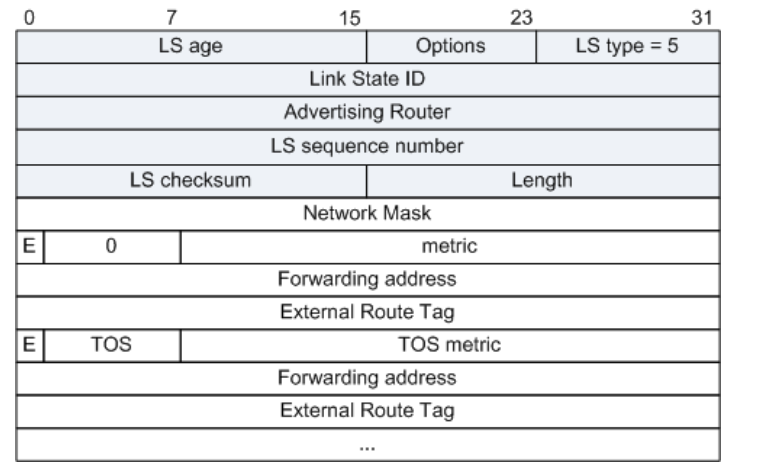 0 7 15 23 31
LS age Options LS type = 5
Link State ID
Advertising Router
LS sequence number
LS checksum Length
Network Mask
E 0 metric
Forwarding address
External Route Tag
E TOS TOS metric
Forwarding address
External Route Tag
...